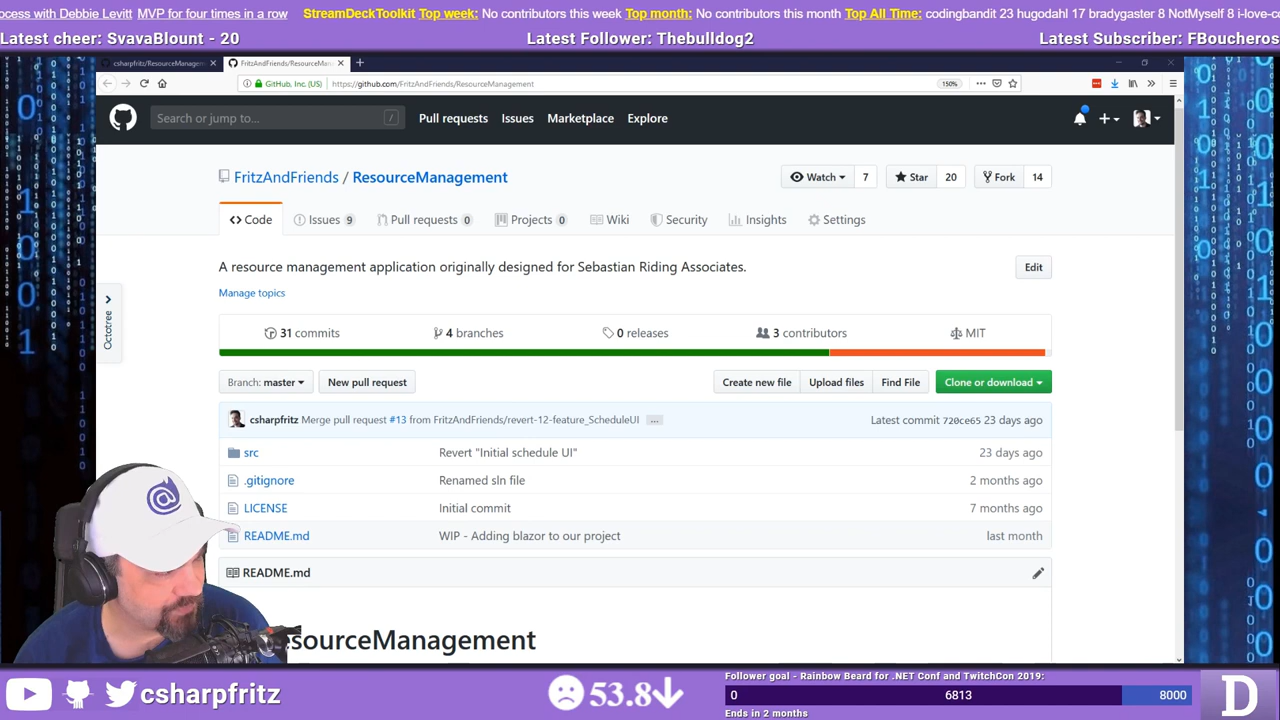 ocess with Debbie Levitt MVP for four times in a row StreamDeckToolkit Top week: No contributors this week Top month: No contributors this month Top All Time: codingbandit 23 hugodahl 17 bradygaster 8 NotMyself 8 i-love-c
Latest cheer: SvavaBlount - 20 Latest Follower: Thebulldog2 Latest Subscriber: FBoucheros
csharpfritz/ResourceManagemen FritzAndFriends/ResourceManag
GitHub, Inc. (US) https://github.com/FritzAndFriends/ResourceManagement 150%
Search or jump to... / Pull requests Issues Marketplace Explore
FritzAndFriends / ResourceManagement Watch 7 Star 20 Fork 14
Code Issues 9 Pull requests 0 Projects 0 Wiki Security Insights Settings
A resource management application originally designed for Sebastian Riding Associates. Edit
Manage topics
Octotree
31 commits 4 branches 0 releases 3 contributors MIT
Branch: master New pull request Create new file Upload files Find File Clone or download
csharpfritz Merge pull request #13 from FritzAndFriends/revert-12-feature_ScheduleUI ... Latest commit 720ce65 23 days ago
src Revert "Initial schedule UI" 23 days ago
.gitignore Renamed sln file 2 months ago
LICENSE Initial commit 7 months ago
README.md WIP - Adding blazor to our project last month
README.md
esourceManagement
csharpfritz 53.8
Follower goal - Rainbow Beard for .NET Conf and TwitchCon 2019:
0 6813 8000
Ends in 2 months
D